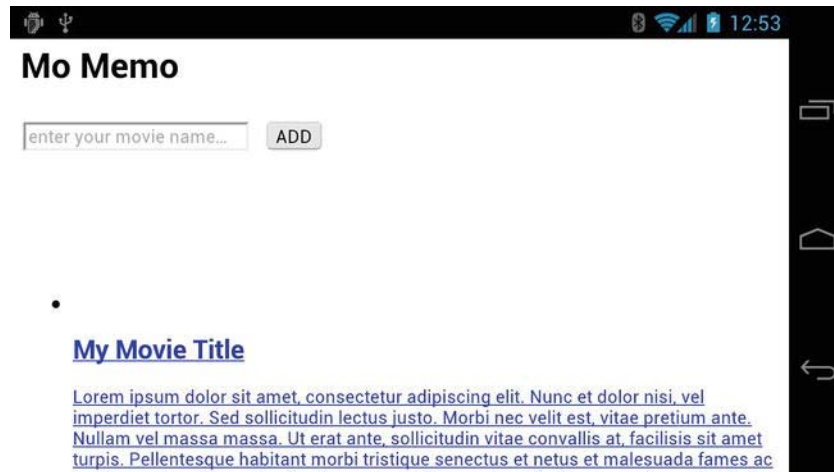 12:53
Mo Memo
enter your movie name...
ADD
My Movie Title
Lorem ipsum dolor sit amet, consectetur adipiscing elit. Nunc et dolor nisi, vel
imperdiet tortor. Sed sollicitudin lectus justo. Morbi nec velit est, vitae pretium ante.
Nullam vel massa massa. Ut erat ante, sollicitudin vitae convallis at, facilisis sit amet
turpis. Pellentesque habitant morbi tristique senectus et netus et malesuada fames ac